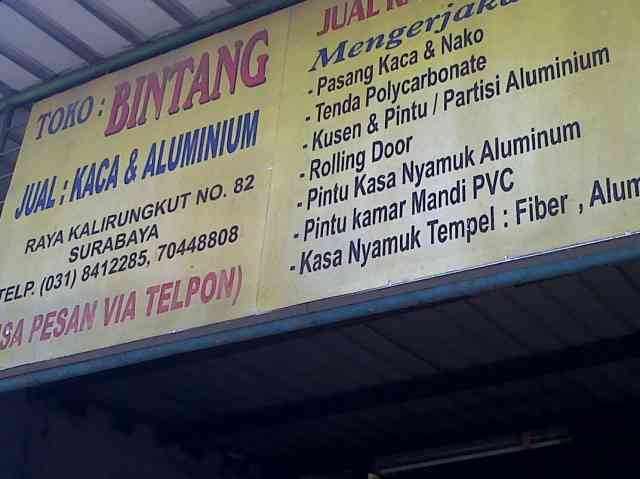 TOKO : BINTANG
JUAL : KACA & ALUMINIUM
RAYA KALIRUNGKUT NO. 82
SURABAYA
TELP. (031) 8412285, 70448808
PESAN VIA TELPON)
JUAL
Mengerjaka
- Pasang Kaca & Nako
- Tenda Polycarbonate
- Kusen & Pintu / Partisi Aluminium
- Rolling Door
- Pintu Kasa Nyamuk Aluminum
- Pintu kamar Mandi PVC
- Kasa Nyamuk Tempel : Fiber , Alum